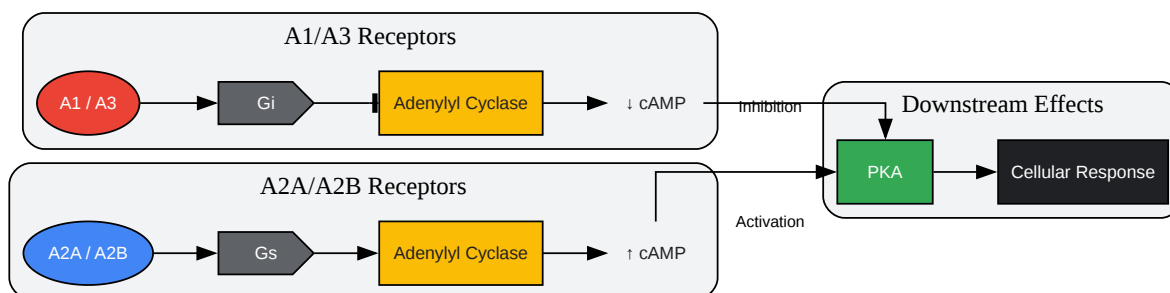 A1/A3 Receptors
A1 / A3
Gi
Adenylyl Cyclase
↓ cAMP
Inhibition
Downstream Effects
PKA
Cellular Response
A2A/A2B Receptors
A2A / A2B
Gs
Adenylyl Cyclase
↑ cAMP
Activation